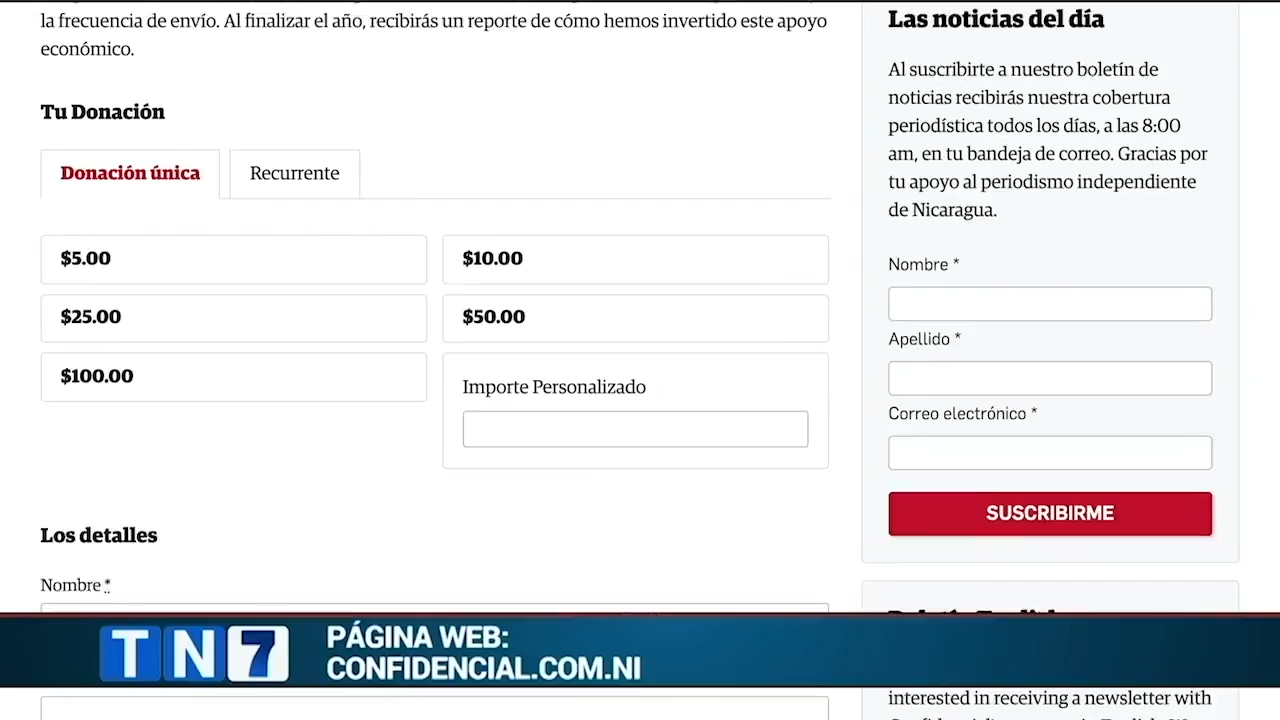 la frecuencia de envío. Al finalizar el año, recibirás un reporte de cómo hemos invertido este apoyo
económico.
Tu Donación
Donación única
Recurrente
$5.00
$10.00
$25.00
$50.00
$100.00
Importe Personalizado
Los detalles
Nombre *
Las noticias del día
Al suscribirte a nuestro boletín de
noticias recibirás nuestra cobertura
periodística todos los días, a las 8:00
am, en tu bandeja de correo. Gracias por
tu apoyo al periodismo independiente
de Nicaragua.
Nombre *
Apellido *
Correo electrónico *
SUSCRIBIRME
interested in receiving a newsletter with
TN7
PÁGINA WEB:
CONFIDENCIAL.COM.NI